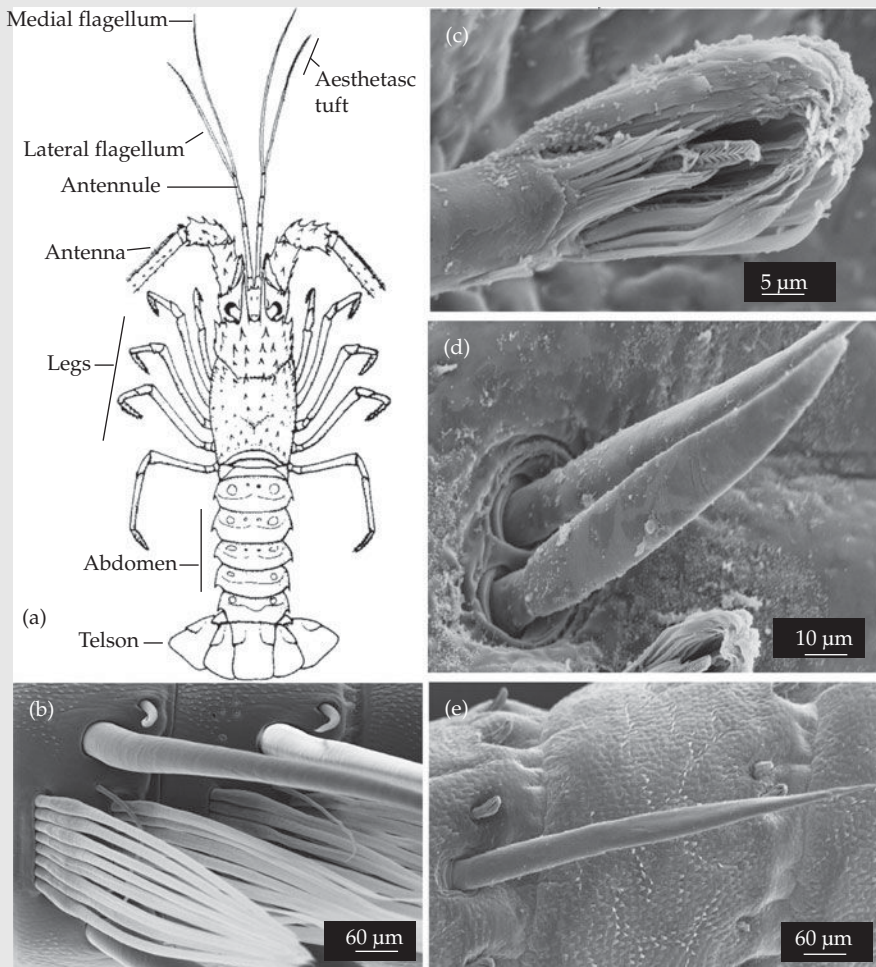 Medial flagellum
Aesthetasc
tuft
Lateral flagellum
Antennule
Antenna
Legs
Abdomen
(a)
Telson
(b)
60 µm
(c)
5 µm
(d)
10 µm
(e)
60 µm